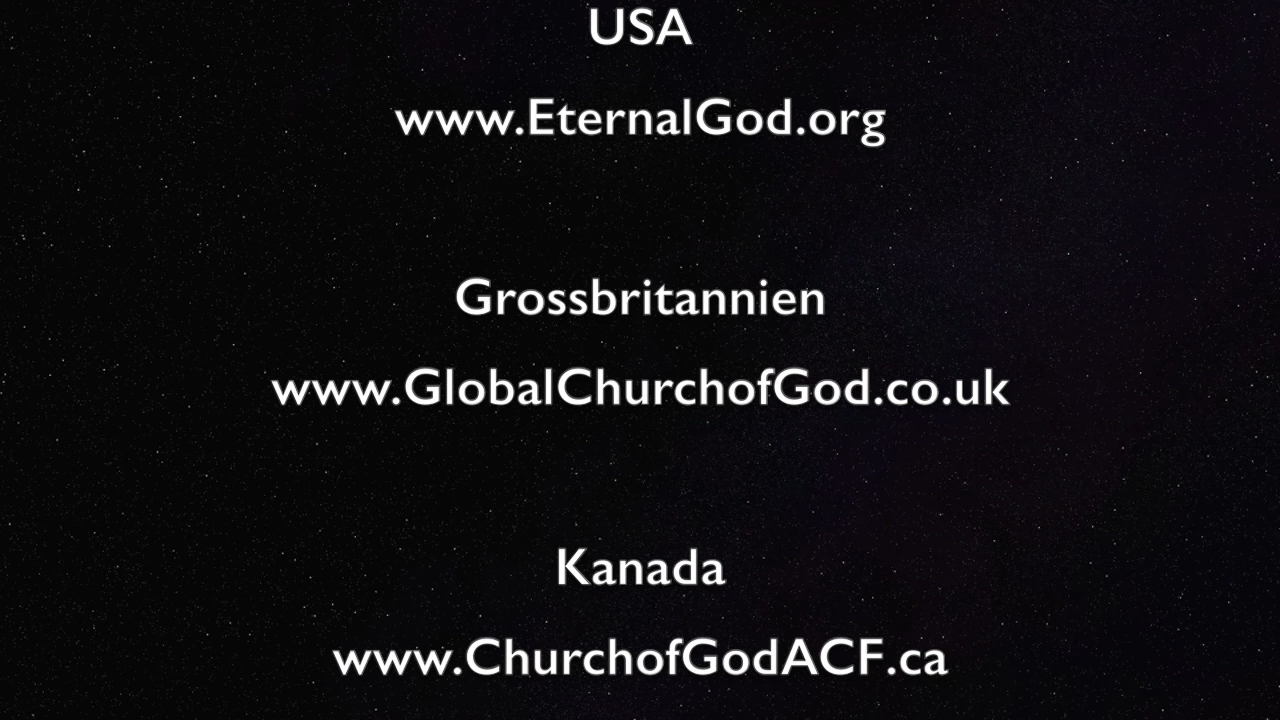 USA
www.EternalGod.org
Grossbritannien
www.GlobalChurchofGod.co.uk
Kanada
www.ChurchofGodACF.ca